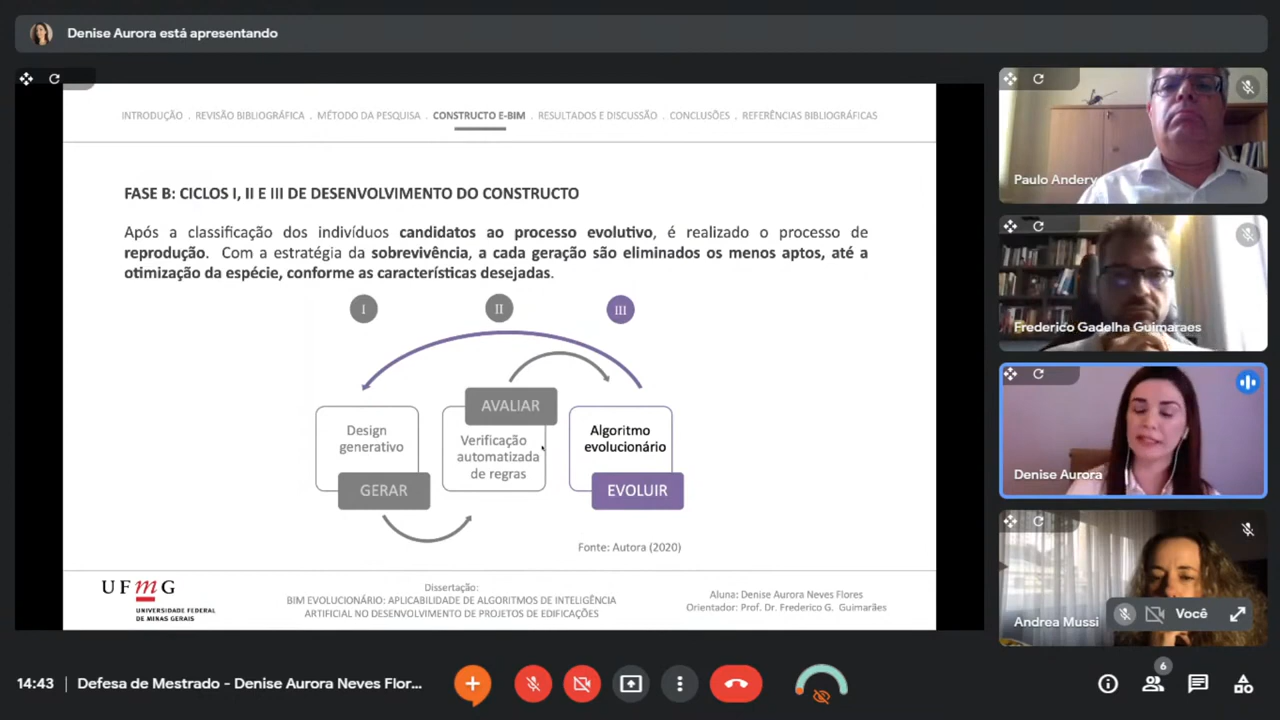 Denise Aurora está apresentando
INTRODUÇÃO . REVISÃO BIBLIOGRÁFICA . MÉTODO DA PESQUISA . CONSTRUCTO E-BIM . RESULTADOS E DISCUSSÃO . CONCLUSÕES . REFERÊNCIAS BIBLIOGRÁFICAS
FASE B: CICLOS I, II E III DE DESENVOLVIMENTO DO CONSTRUCTO
Após a classificação dos indivíduos candidatos ao processo evolutivo, é realizado o processo de
reprodução. Com a estratégia da sobrevivência, a cada geração são eliminados os menos aptos, até a
otimização da espécie, conforme as características desejadas.
I
II
III
AVALIAR
Design
generativo
Verificação
automatizada
de regras
Algoritmo
evolucionário
GERAR
EVOLUIR
Fonte: Autora (2020)
UFmG
UNIVERSIDADE FEDERAL
DE MINAS GERAIS
Dissertação:
BIM EVOLUCIONÁRIO: APLICABILIDADE DE ALGORITMOS DE INTELIGÊNCIA
ARTIFICIAL NO DESENVOLVIMENTO DE PROJETOS DE EDIFICAÇÕES
Aluna: Denise Aurora Neves Flores
Orientador: Prof. Dr. Frederico G. Guimarães
Paulo Andery
Frederico Gadelha Guimaraes
Denise Aurora
Andrea Mussi
Você
14:43 | Defesa de Mestrado - Denise Aurora Neves Flor...
6